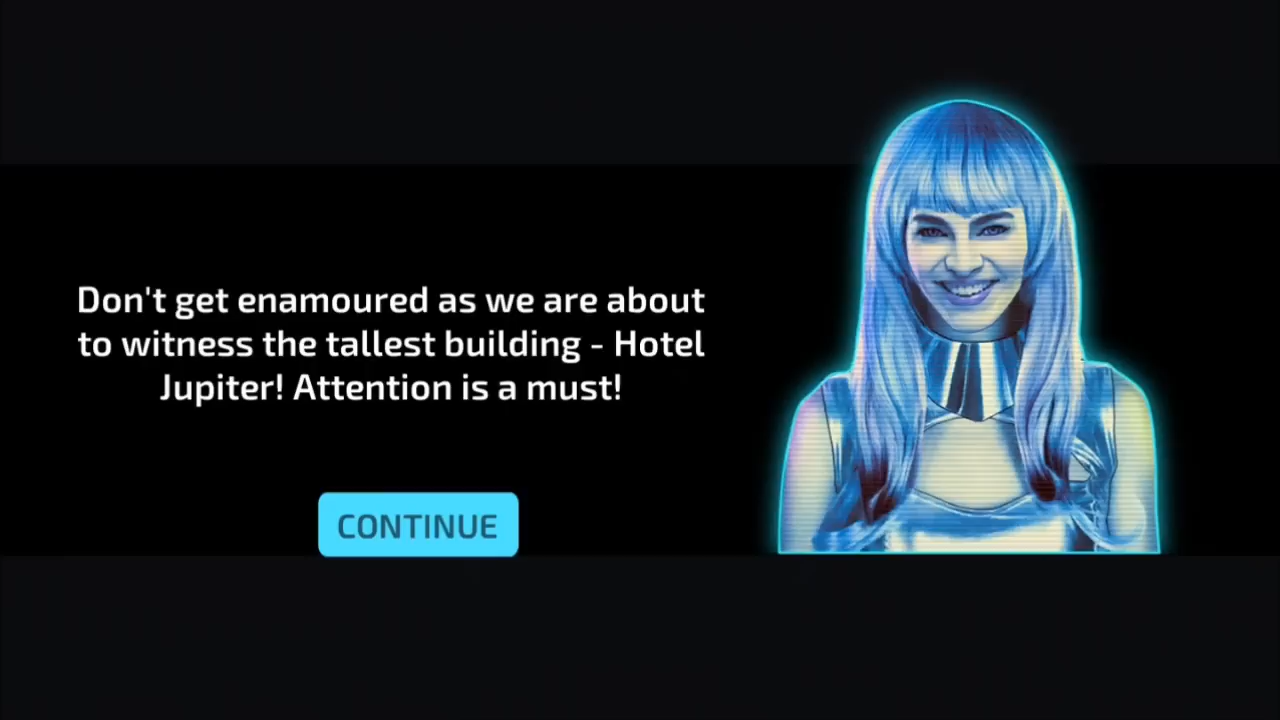 Don't get enamoured as we are about
to witness the tallest building - Hotel
Jupiter! Attention is a must!
CONTINUE